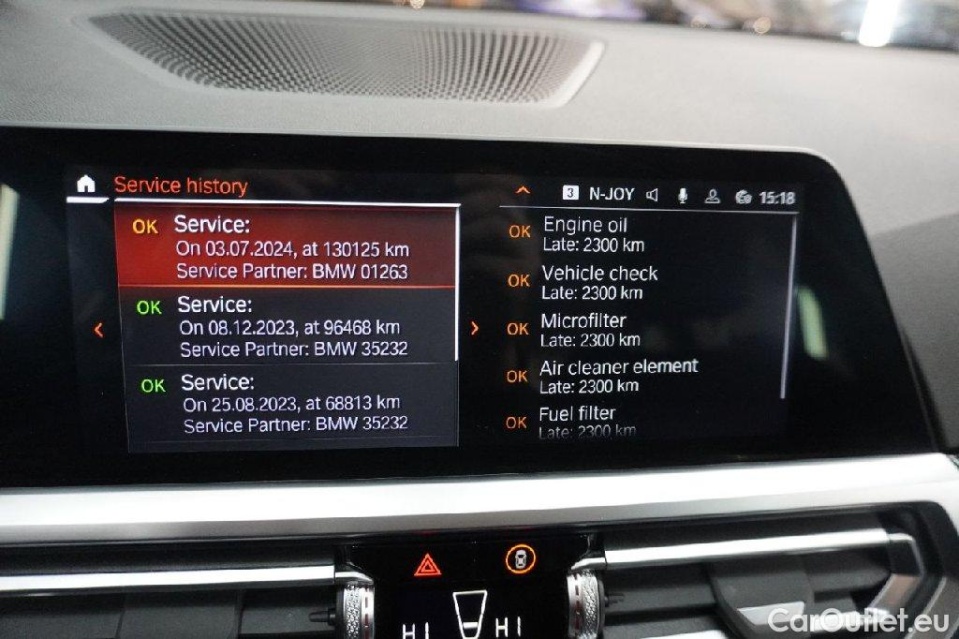 Service history
3 N-JOY 15:18
OK Service:
On 03.07.2024, at 130125 km
Service Partner: BMW 01263
OK Service:
On 08.12.2023, at 96468 km
Service Partner: BMW 35232
OK Service:
On 25.08.2023, at 68813 km
Service Partner: BMW 35232
OK Engine oil
Late: 2300 km
OK Vehicle check
Late: 2300 km
OK Microfilter
Late: 2300 km
OK Air cleaner element
Late: 2300 km
OK Fuel filter
Late: 2300 km
HI HI
CarOutlet.eu